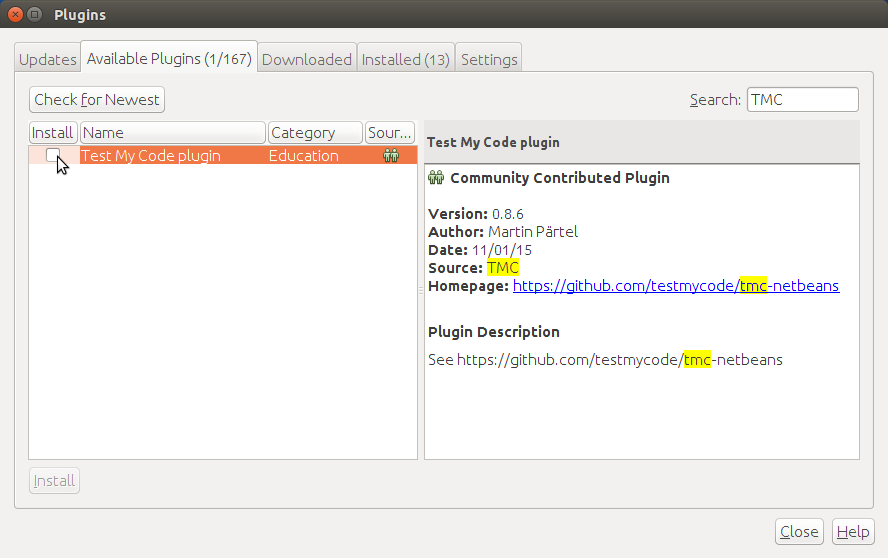 Plugins
Updates Available Plugins (1/167) Downloaded Installed (13) Settings
Check for Newest
Search: TMC
Install Name Category Sour...
Test My Code plugin Education
Test My Code plugin
Community Contributed Plugin
Version: 0.8.6
Author: Martin Pärtel
Date: 11/01/15
Source: TMC
Homepage: https://github.com/testmycode/tmc-netbeans
Plugin Description
See https://github.com/testmycode/tmc-netbeans
Install
Close Help